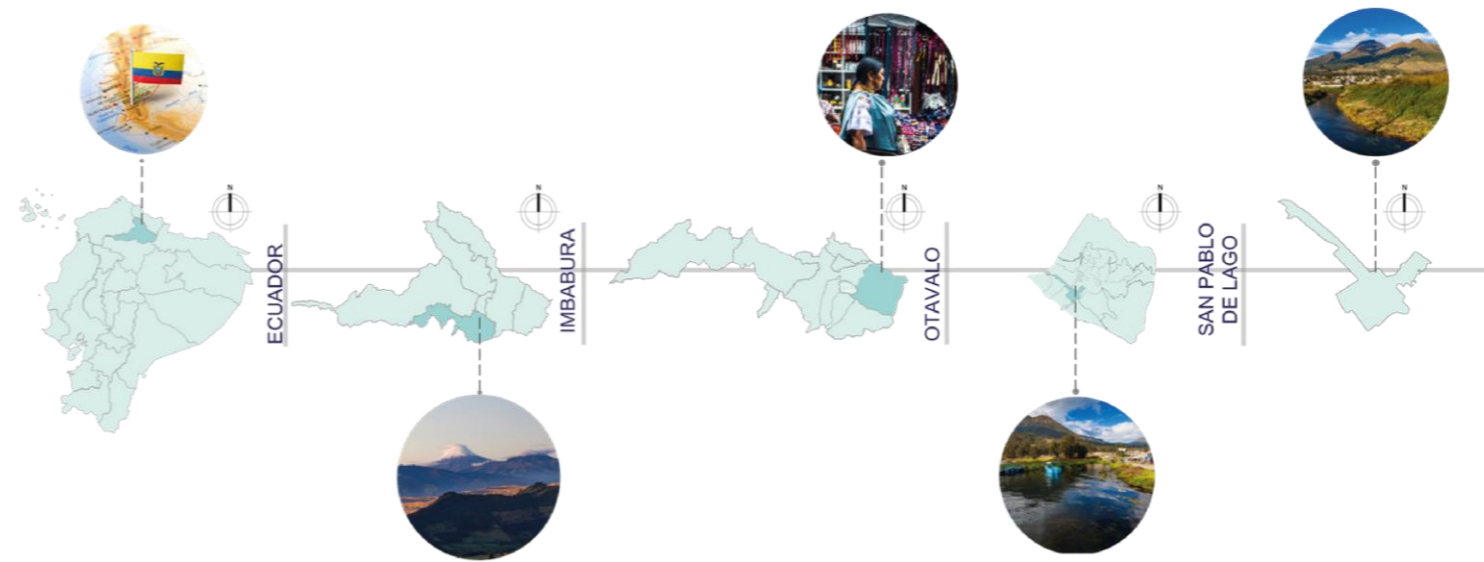 N
N
N
N
N
ECUADOR
IMBABURA
OTAVALO
SAN PABLO
DE LAGO